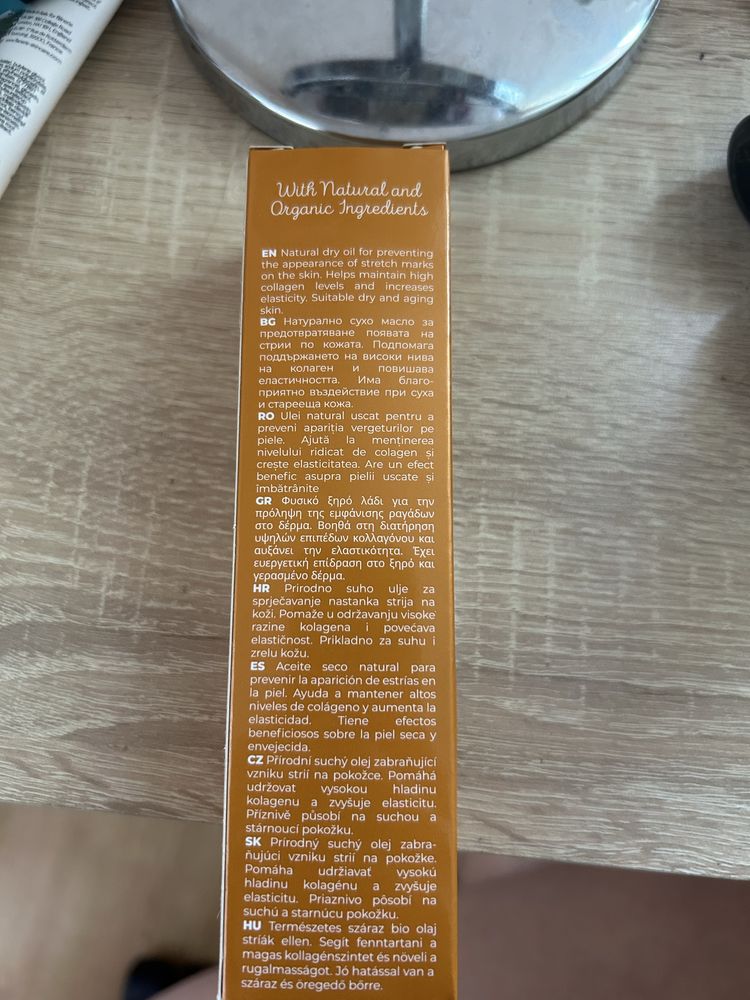 With Natural and
Organic Ingredients
EN Natural dry oil for preventing
the appearance of stretch marks
on the skin. Helps maintain high
collagen levels and increases
elasticity. Suitable dry and aging
skin.
BG Натурално сухо масло за
предотвратяване появата на
стрии по кожата. Подпомага
поддържането на високи нива
на колаген и повишава
еластичността. Има благо-
приятно въздействие при суха
и старееща кожа.
RO Ulei natural uscat pentru a
preveni apariția vergeturilor pe
piele. Ajută la menținerea
nivelului ridicat de colagen și
crește elasticitatea. Are un efect
benefic asupra pielii uscate și
îmbătrânite
GR Φυσικό ξηρό λάδι για την
πρόληψη της εμφάνισης ραγάδων
στο δέρμα. Βοηθά στη διατήρηση
υψηλών επιπέδων κολλαγόνου και
αυξάνει την ελαστικότητα. Έχει
ευεργετική επίδραση στο ξηρό και
γερασμένο δέρμα.
HR Prirodno suho ulje za
sprječavanje nastanka strija na
koži. Pomaže u održavanju visoke
razine kolagena i povećava
elastičnost. Prikladno za suhu i
zrelu kožu.
ES Aceite seco natural para
prevenir la aparición de estrías en
la piel. Ayuda a mantener altos
niveles de colágeno y aumenta la
elasticidad. Tiene efectos
beneficiosos sobre la piel seca y
envejecida.
CZ Přírodní suchý olej zabraňující
vzniku strií na pokožce. Pomáhá
udržovat vysokou hladinu
kolagenu a zvyšuje elasticitu.
Příznivě působí na suchou a
stárnoucí pokožku.
SK Prírodný suchý olej zabra-
ňujúci vzniku strií na pokožke.
Pomáha udržiavať vysokú
hladinu kolagénu a zvyšuje
elasticitu. Priaznivo pôsobí na
suchú a starnúcu pokožku.
HU Természetes száraz bio olaj
striák ellen. Segít fenntartani a
magas kollagénszintet és növeli a
rugalmasságot. Jó hatással van a
száraz és öregedő bőrre.